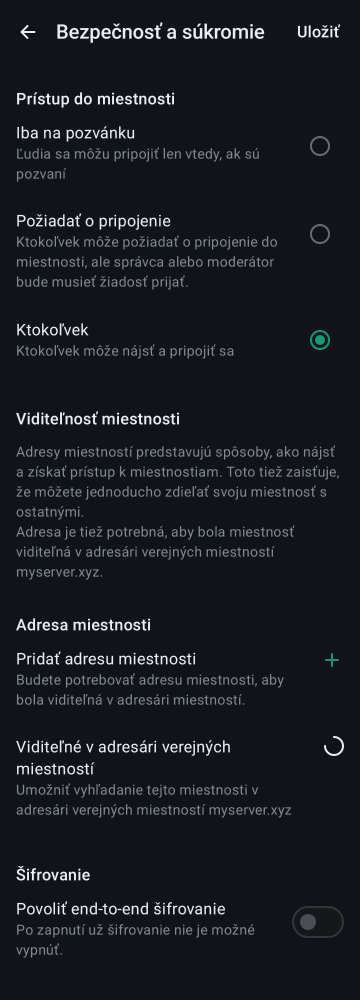 Bezpečnosť a súkromie
Uložiť
Prístup do miestnosti
Iba na pozvánku
Ľudia sa môžu pripojiť len vtedy, ak sú
pozvaní
Požiadať o pripojenie
Ktokoľvek môže požiadať o pripojenie do
miestnosti, ale správca alebo moderátor
bude musieť žiadosť prijať.
Ktokoľvek
Ktokoľvek môže nájsť a pripojiť sa
Viditeľnosť miestnosti
Adresy miestností predstavujú spôsoby, ako nájsť
a získať prístup k miestnostiam. Toto tiež zaisťuje,
že môžete jednoducho zdieľať svoju miestnosť s
ostatnými.
Adresa je tiež potrebná, aby bola miestnosť
viditeľná v adresári verejných miestností
myserver.xyz.
Adresa miestnosti
Pridať adresu miestnosti
Budete potrebovať adresu miestnosti, aby
bola viditeľná v adresári miestností.
Viditeľné v adresári verejných
miestností
Umožniť vyhľadanie tejto miestnosti v
adresári verejných miestností myserver.xyz
Šifrovanie
Povoliť end-to-end šifrovanie
Po zapnutí už šifrovanie nie je možné
vypnúť.